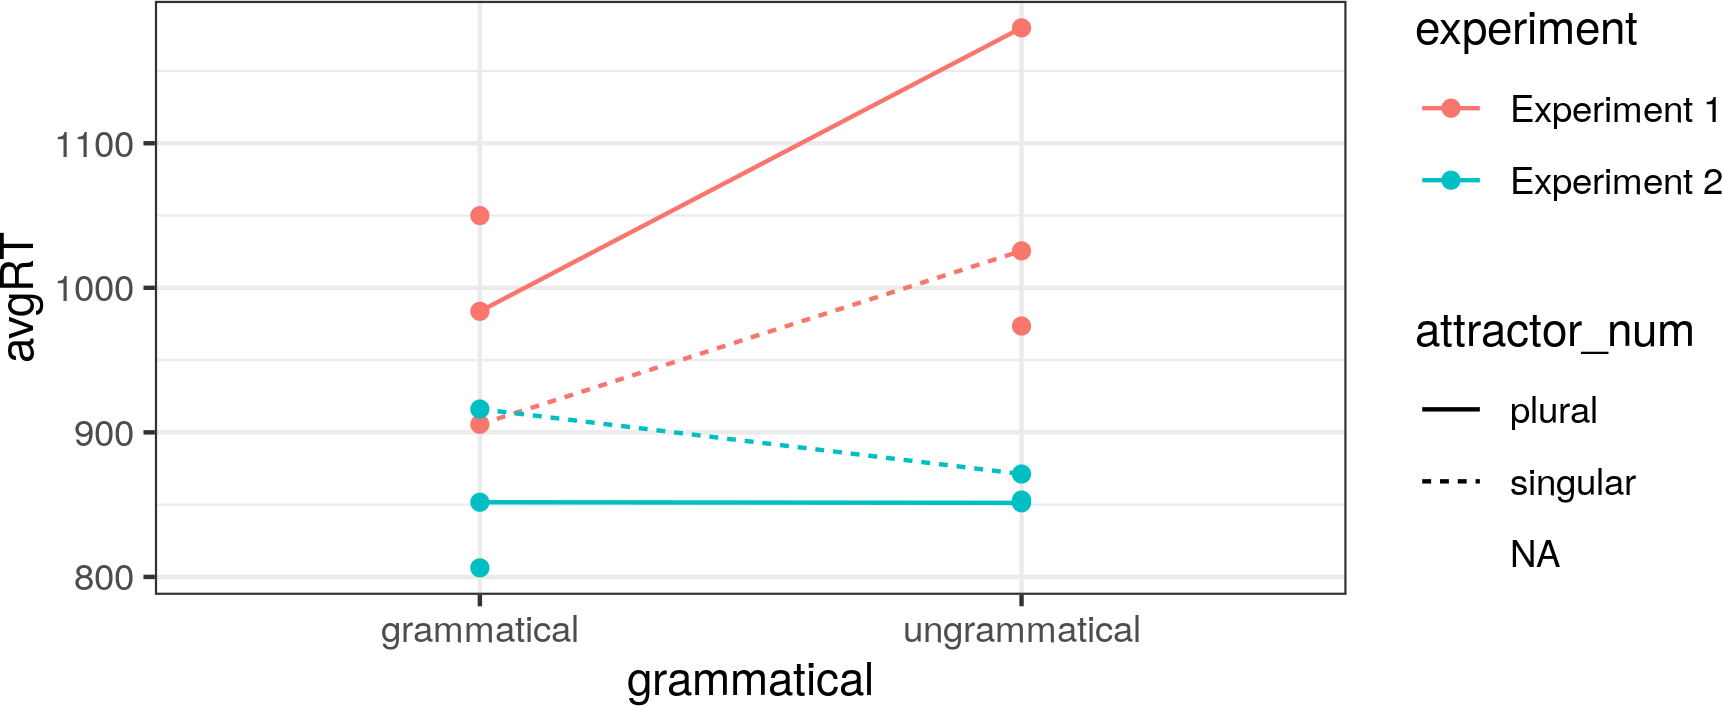 avgRT
1100
1000
900
800
grammatical
ungrammatical
grammatical
experiment
Experiment 1
Experiment 2
attractor_num
plural
singular
NA